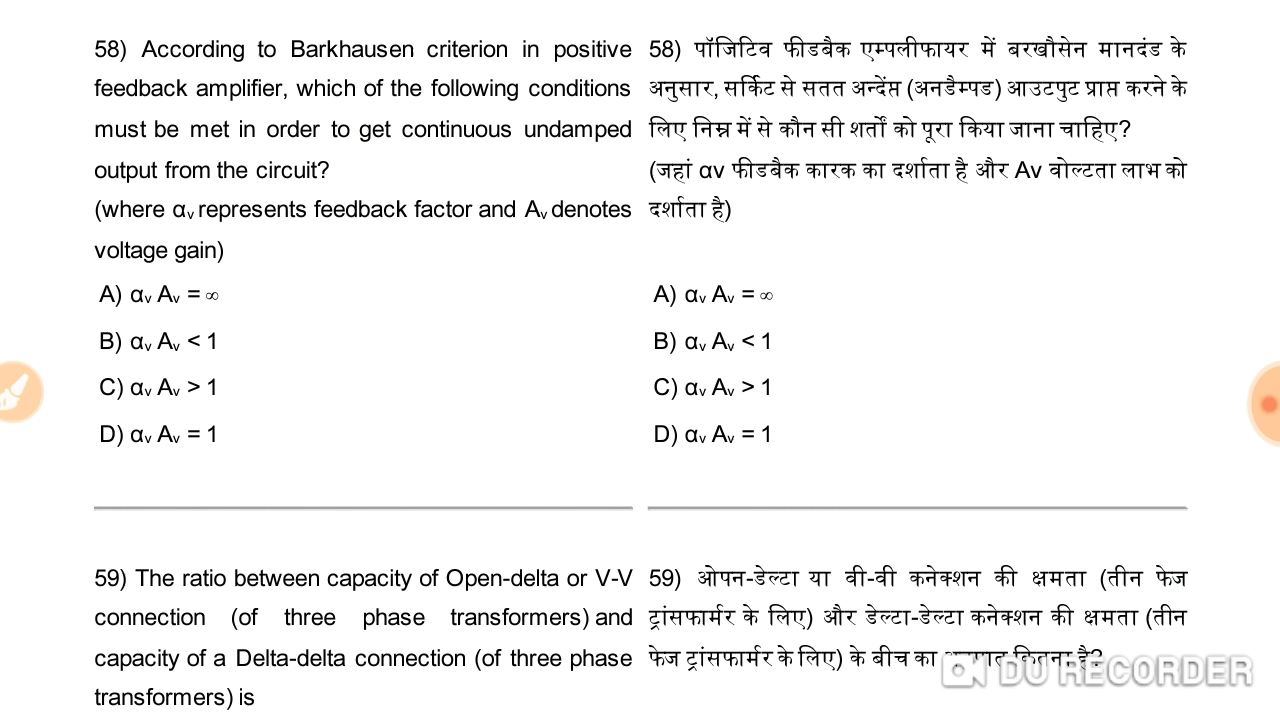 58) According to Barkhausen criterion in positive
feedback amplifier, which of the following conditions
must be met in order to get continuous undamped
output from the circuit?
(where αv represents feedback factor and Av denotes
voltage gain)
A) αv Av = ∞
B) αv Av < 1
C) αv Av > 1
D) αv Av = 1
58) पॉजिटिव फीडबैक एम्पलीफायर में बरखौसेन मानदंड के
अनुसार, सर्किट से सतत अन्देंप्त (अनडैम्पड) आउटपुट प्राप्त करने के
लिए निम्न में से कौन सी शर्तों को पूरा किया जाना चाहिए?
(जहां αv फीडबैक कारक का दर्शाता है और Av वोल्टता लाभ को
दर्शाता है)
A) αv Av = ∞
B) αv Av < 1
C) αv Av > 1
D) αv Av = 1
59) The ratio between capacity of Open-delta or V-V
connection (of three phase transformers) and
capacity of a Delta-delta connection (of three phase
transformers) is
59) ओपन-डेल्टा या वी-वी कनेक्शन की क्षमता (तीन फेज
ट्रांसफार्मर के लिए) और डेल्टा-डेल्टा कनेक्शन की क्षमता (तीन
फेज ट्रांसफार्मर के लिए) के बीच का कितना है?
DU RECORDER